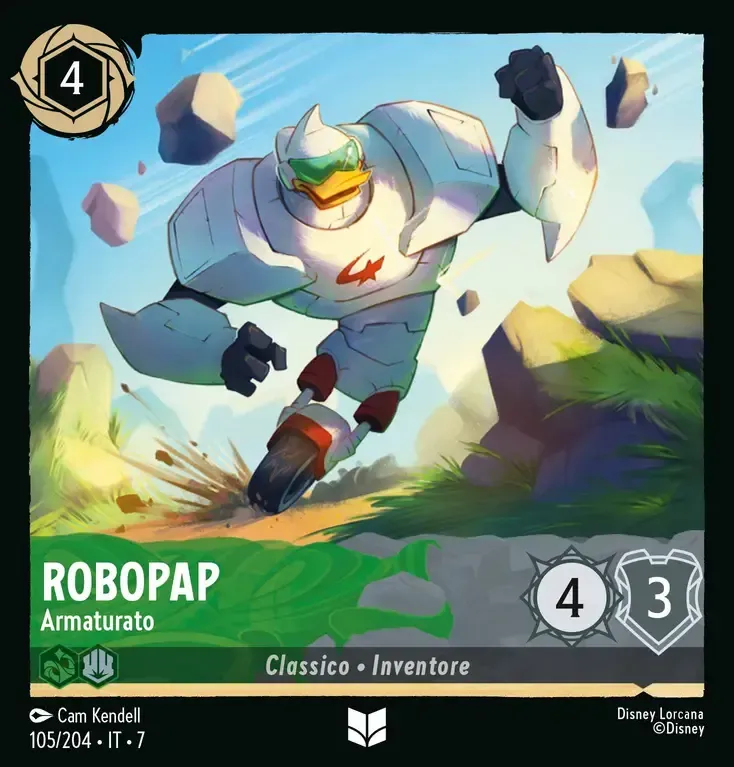 4
ROBOPAP
Armaturato
4
3
Classico • Inventore
Cam Kendell
Disney Lorcana
105/204 • IT • 7
©Disney